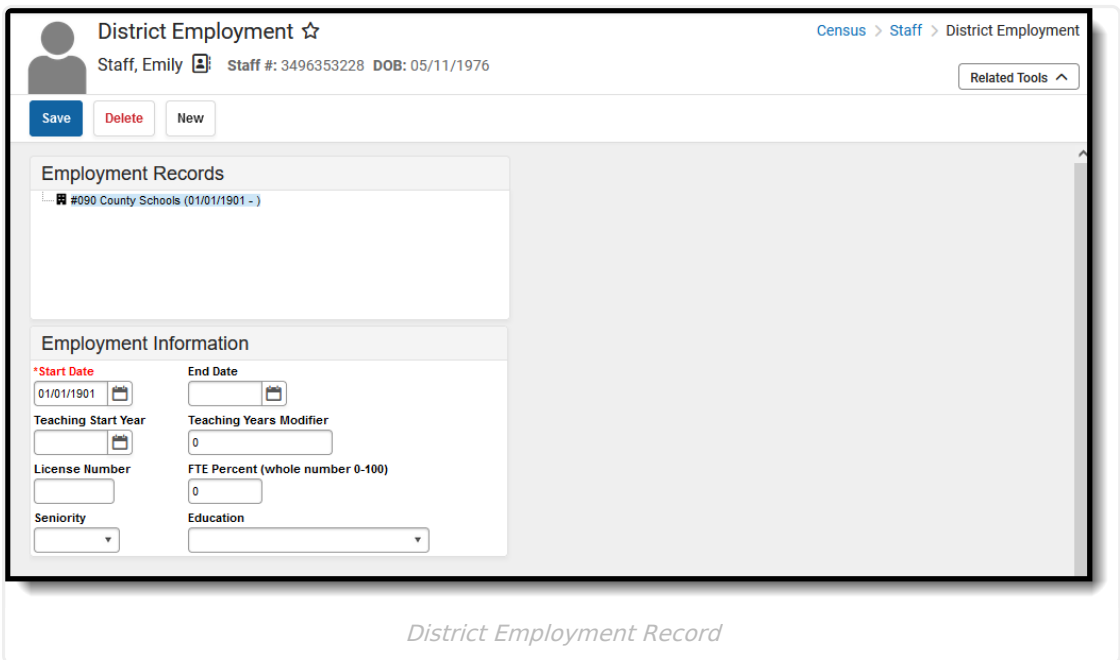 District Employment
Census > Staff > District Employment
Staff, Emily Staff #: 3496353228 DOB: 05/11/1976
Related Tools
Save Delete New
Employment Records
#090 County Schools (01/01/1901 - )
Employment Information
*Start Date End Date
01/01/1901
Teaching Start Year Teaching Years Modifier
0
License Number FTE Percent (whole number 0-100)
0
Seniority Education
District Employment Record